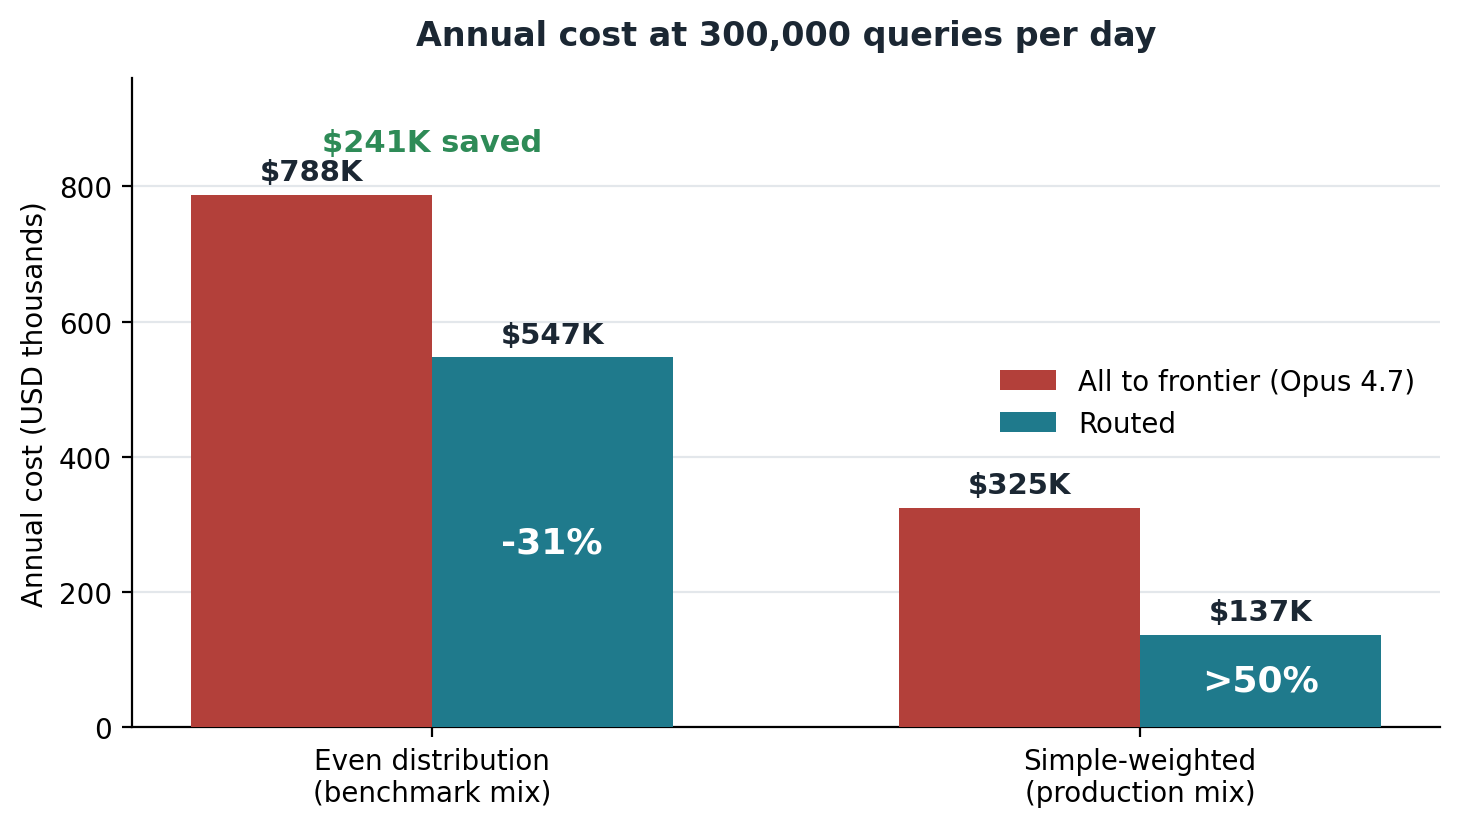 Annual cost at 300,000 queries per day
Annual cost (USD thousands)
800
600
400
200
0
$241K saved
$788K
$547K
-31%
All to frontier (Opus 4.7)
Routed
$325K
$137K
>50%
Even distribution
(benchmark mix)
Simple-weighted
(production mix)